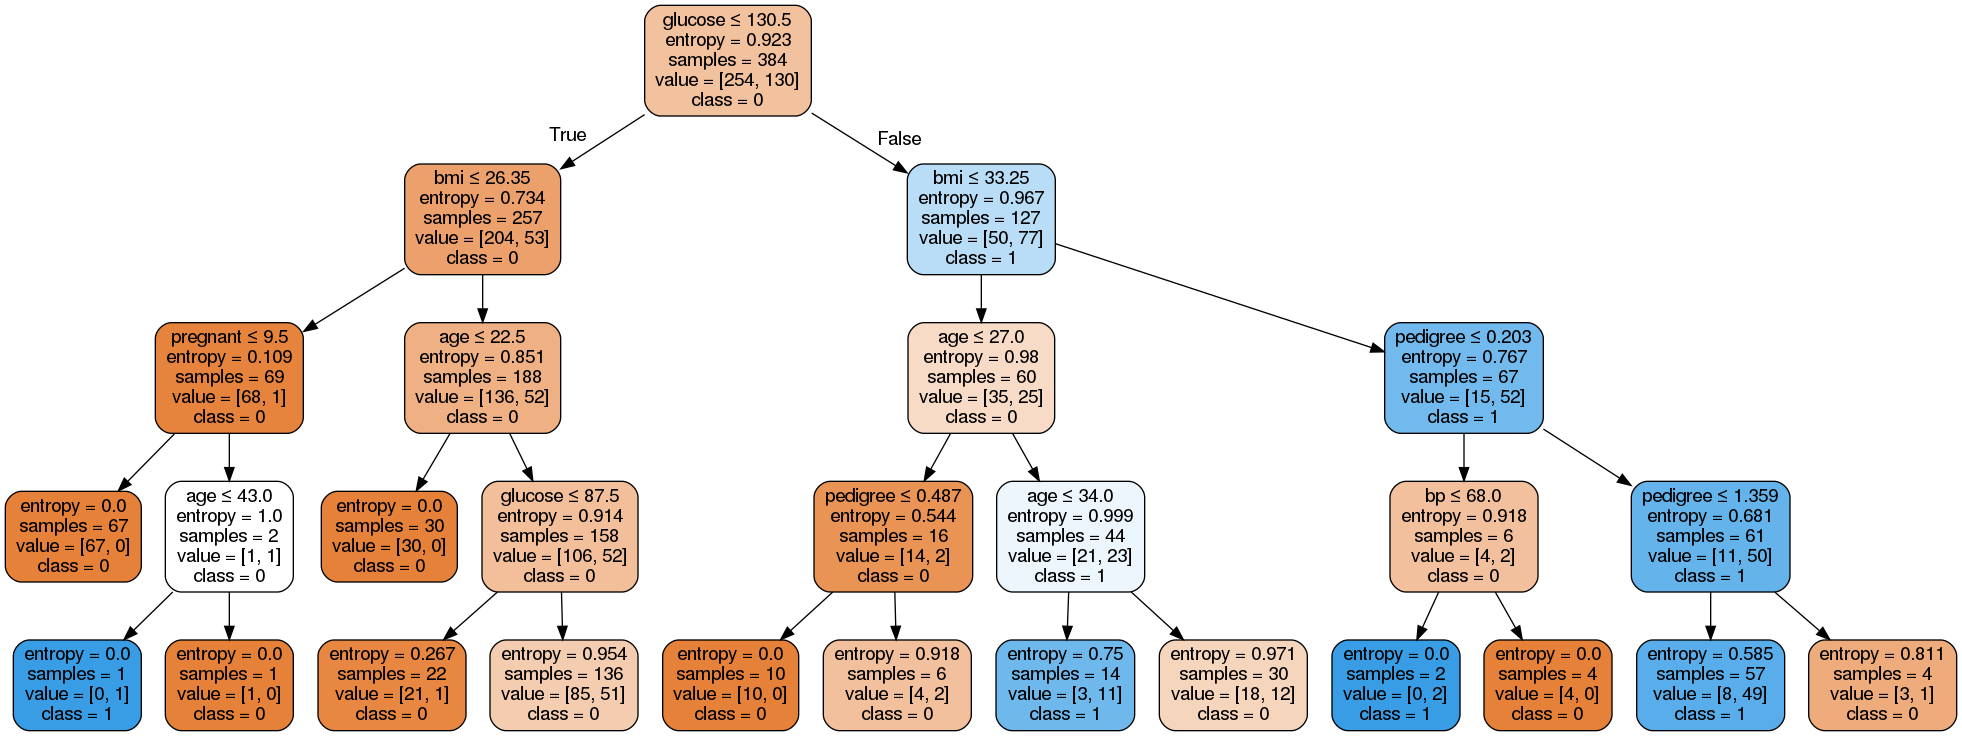 glucose ≤ 130.5
entropy = 0.923
samples = 384
value = [254, 130]
class = 0
True
False
bmi ≤ 26.35
entropy = 0.734
samples = 257
value = [204, 53]
class = 0
bmi ≤ 33.25
entropy = 0.967
samples = 127
value = [50, 77]
class = 1
pregnant ≤ 9.5
entropy = 0.109
samples = 69
value = [68, 1]
class = 0
age ≤ 22.5
entropy = 0.851
samples = 188
value = [136, 52]
class = 0
age ≤ 27.0
entropy = 0.98
samples = 60
value = [35, 25]
class = 0
pedigree ≤ 0.203
entropy = 0.767
samples = 67
value = [15, 52]
class = 1
entropy = 0.0
samples = 67
value = [67, 0]
class = 0
age ≤ 43.0
entropy = 1.0
samples = 2
value = [1, 1]
class = 0
entropy = 0.0
samples = 30
value = [30, 0]
class = 0
glucose ≤ 87.5
entropy = 0.914
samples = 158
value = [106, 52]
class = 0
pedigree ≤ 0.487
entropy = 0.544
samples = 16
value = [14, 2]
class = 0
age ≤ 34.0
entropy = 0.999
samples = 44
value = [21, 23]
class = 1
bp ≤ 68.0
entropy = 0.918
samples = 6
value = [4, 2]
class = 0
pedigree ≤ 1.359
entropy = 0.681
samples = 61
value = [11, 50]
class = 1
entropy = 0.0
samples = 1
value = [0, 1]
class = 1
entropy = 0.0
samples = 1
value = [1, 0]
class = 0
entropy = 0.267
samples = 22
value = [21, 1]
class = 0
entropy = 0.954
samples = 136
value = [85, 51]
class = 0
entropy = 0.0
samples = 10
value = [10, 0]
class = 0
entropy = 0.918
samples = 6
value = [4, 2]
class = 0
entropy = 0.75
samples = 14
value = [3, 11]
class = 1
entropy = 0.971
samples = 30
value = [18, 12]
class = 0
entropy = 0.0
samples = 2
value = [0, 2]
class = 1
entropy = 0.0
samples = 4
value = [4, 0]
class = 0
entropy = 0.585
samples = 57
value = [8, 49]
class = 1
entropy = 0.811
samples = 4
value = [3, 1]
class = 0